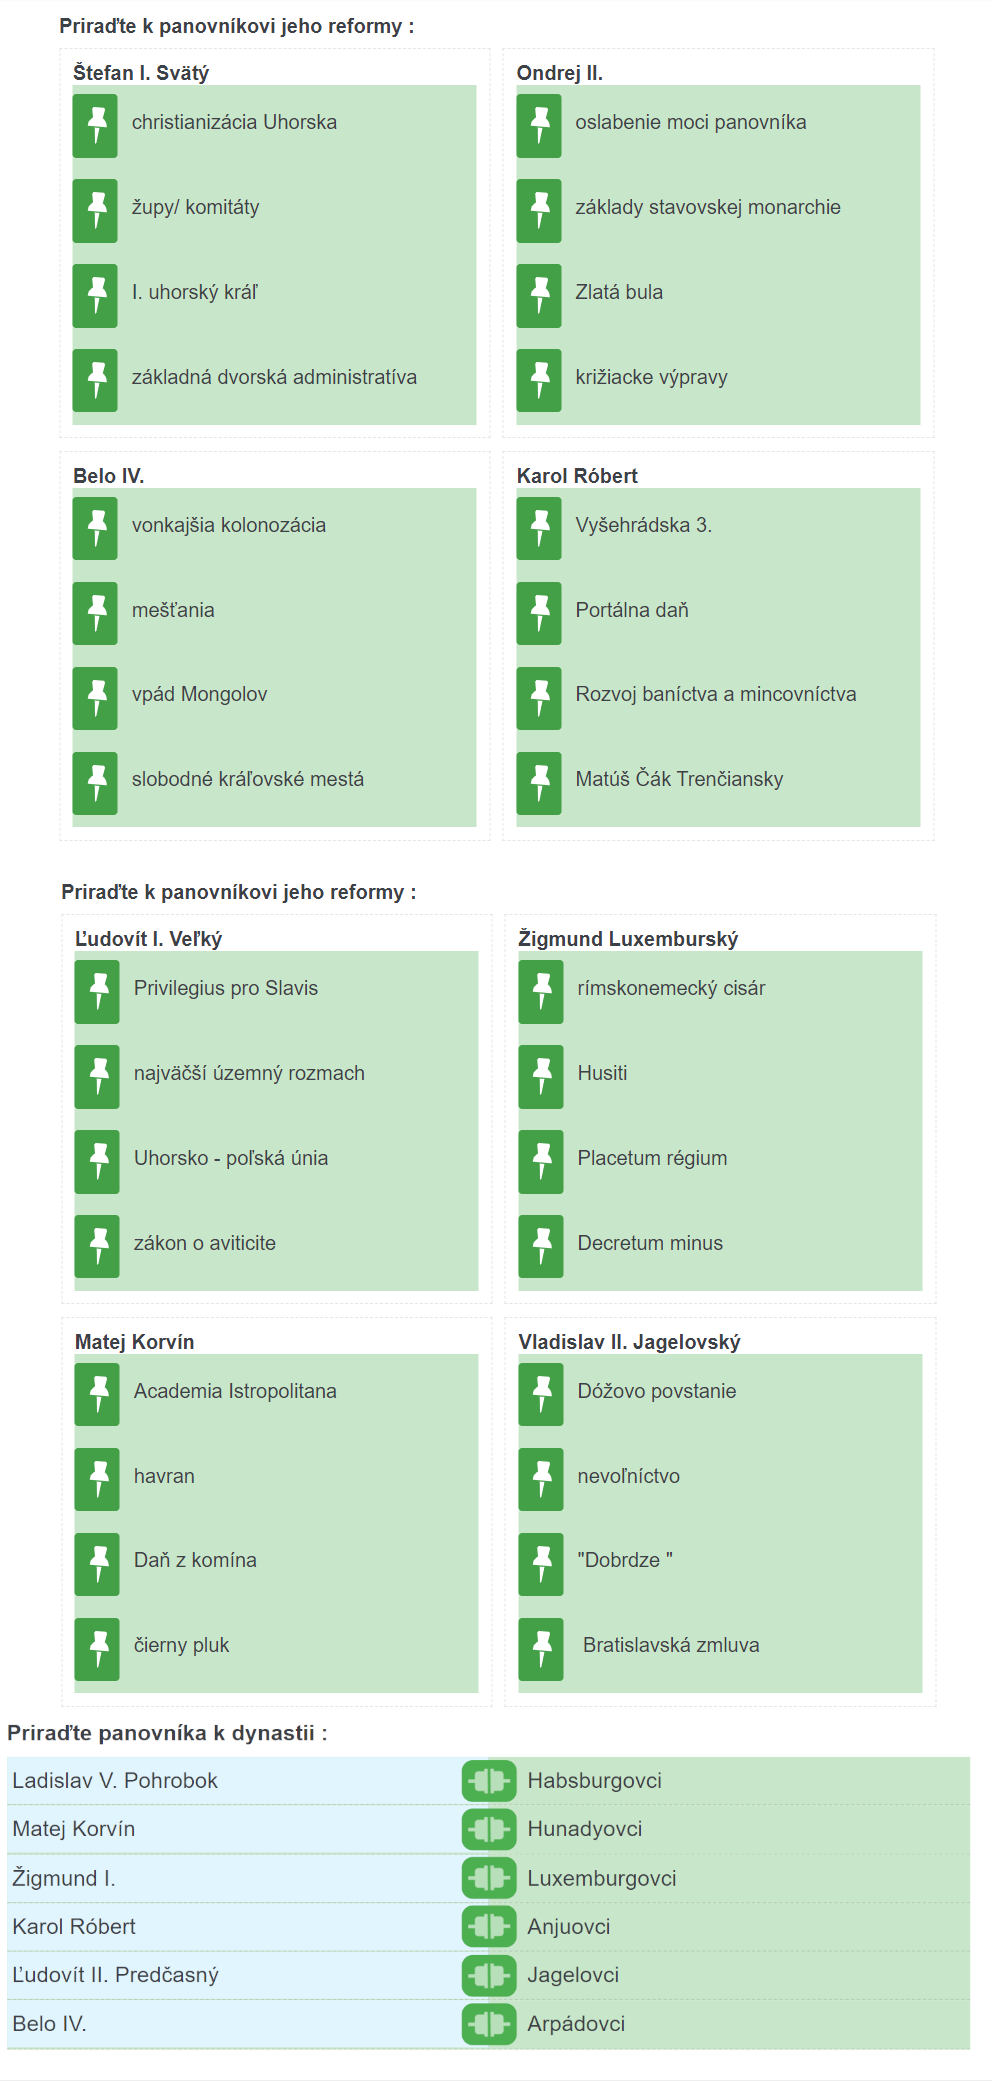 Priraďte k panovníkovi jeho reformy :
Štefan I. Svätý
christianizácia Uhorska
župy/ komitáty
I. uhorský kráľ
základná dvorská administratíva
Ondrej II.
oslabenie moci panovníka
základy stavovskej monarchie
Zlatá bula
križiacke výpravy
Belo IV.
vonkajšia kolonozácia
mešťania
vpád Mongolov
slobodné kráľovské mestá
Karol Róbert
Vyšehrádska 3.
Portálna daň
Rozvoj baníctva a mincovníctva
Matúš Čák Trenčiansky
Priraďte k panovníkovi jeho reformy :
Ľudovít I. Veľký
Privilegius pro Slavis
najväčší územný rozmach
Uhorsko - poľská únia
zákon o aviticite
Žigmund Luxemburský
rímskonemecký cisár
Husiti
Placetum régium
Decretum minus
Matej Korvín
Academia Istropolitana
havran
Daň z komína
čierny pluk
Vladislav II. Jagelovský
Dóžovo povstanie
nevoľníctvo
"Dobrdze "
Bratislavská zmluva
Priraďte panovníka k dynastii :
Ladislav V. Pohrobok Habsburgovci
Matej Korvín Hunadyovci
Žigmund I. Luxemburgovci
Karol Róbert Anjuovci
Ľudovít II. Predčasný Jagelovci
Belo IV. Arpádovci